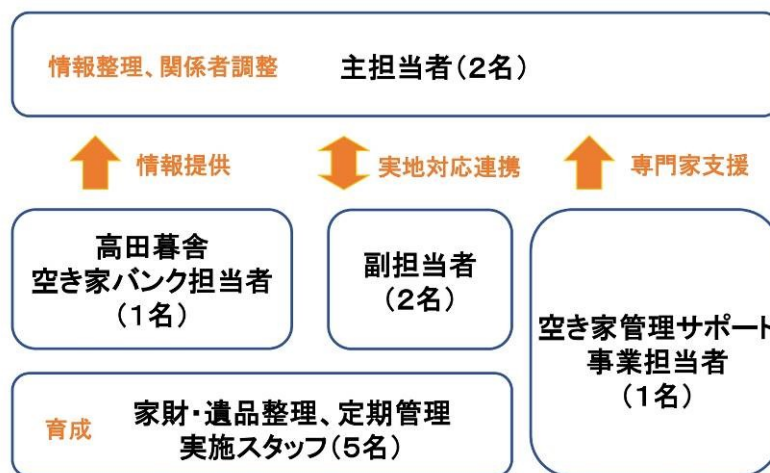 情報整理、関係者調整 主担当者(2名)
情報提供
実地対応連携
専門家支援
高田暮舎
空き家バンク担当者
(1名)
副担当者
(2名)
空き家管理サポート
事業担当者
(1名)
育成
家財・遺品整理、定期管理
実施スタッフ(5名)